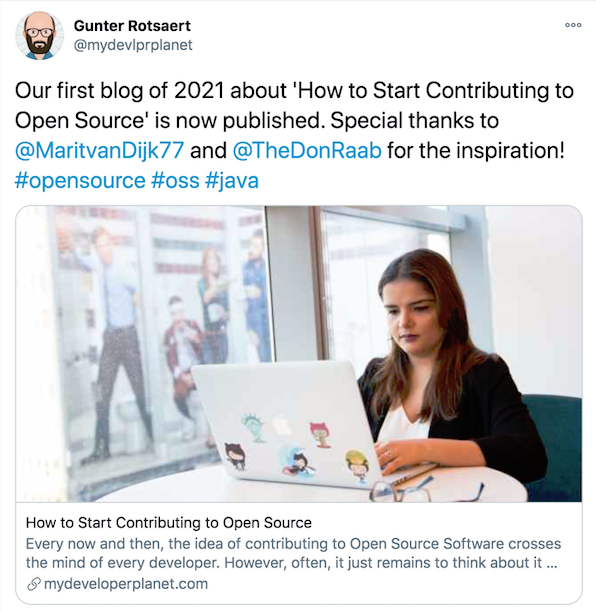 Gunter Rotsaert
@mydevlprplanet
Our first blog of 2021 about 'How to Start Contributing to
Open Source' is now published. Special thanks to
@MaritvanDijk77 and @TheDonRaab for the inspiration!
#opensource #oss #java
How to Start Contributing to Open Source
Every now and then, the idea of contributing to Open Source Software crosses
the mind of every developer. However, often, it just remains to think about it ...
mydeveloperplanet.com